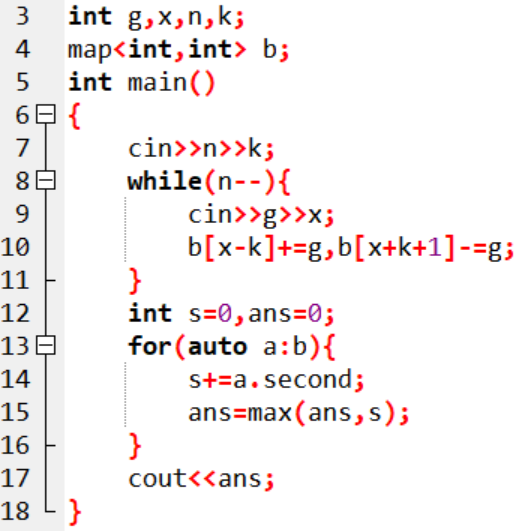 3 int g,x,n,k;
4 map<int,int> b;
5 int main()
6 {
7 cin>>n>>k;
8 while(n--){
9 cin>>g>>x;
10 b[x-k]+=g,b[x+k+1]-=g;
11 }
12 int s=0,ans=0;
13 for(auto a:b){
14 s+=a.second;
15 ans=max(ans,s);
16 }
17 cout<<ans;
18 }